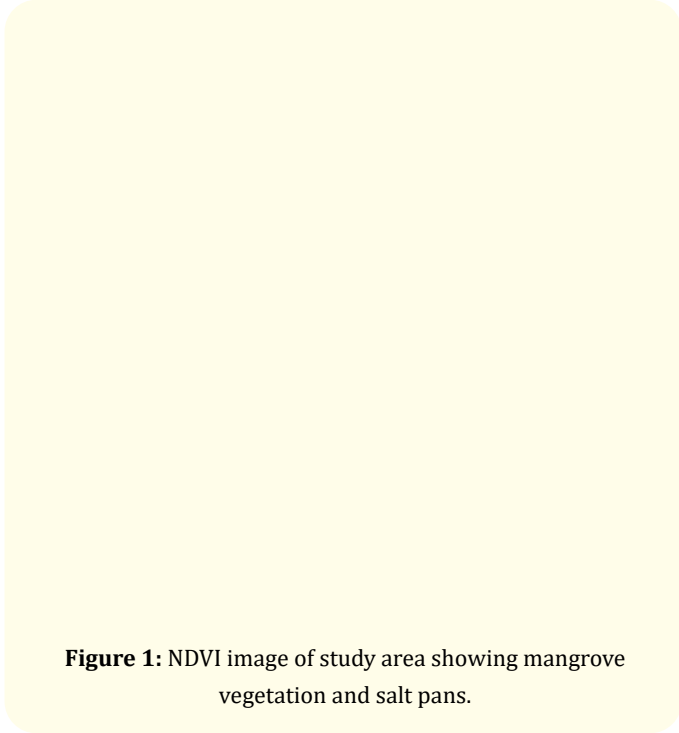 Figure 1: NDVI image of study area showing mangrove
vegetation and salt pans.